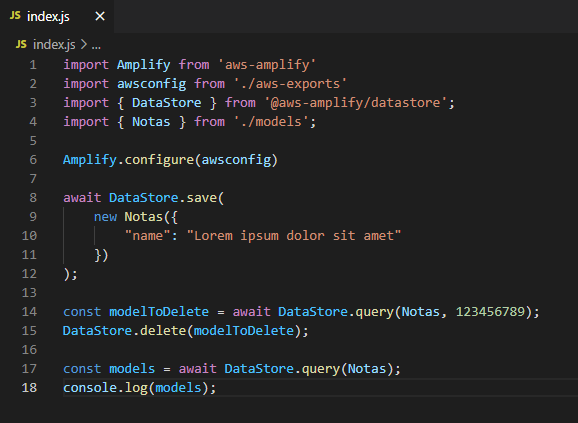 JS index.js ×
JS index.js > ...
1 import Amplify from 'aws-amplify'
2 import awsconfig from './aws-exports'
3 import { DataStore } from '@aws-amplify/datastore';
4 import { Notas } from './models';
5
6 Amplify.configure(awsconfig)
7
8 await DataStore.save(
9     new Notas({
10         "name": "Lorem ipsum dolor sit amet"
11     })
12 );
13
14 const modelToDelete = await DataStore.query(Notas, 123456789);
15 DataStore.delete(modelToDelete);
16
17 const models = await DataStore.query(Notas);
18 console.log(models);